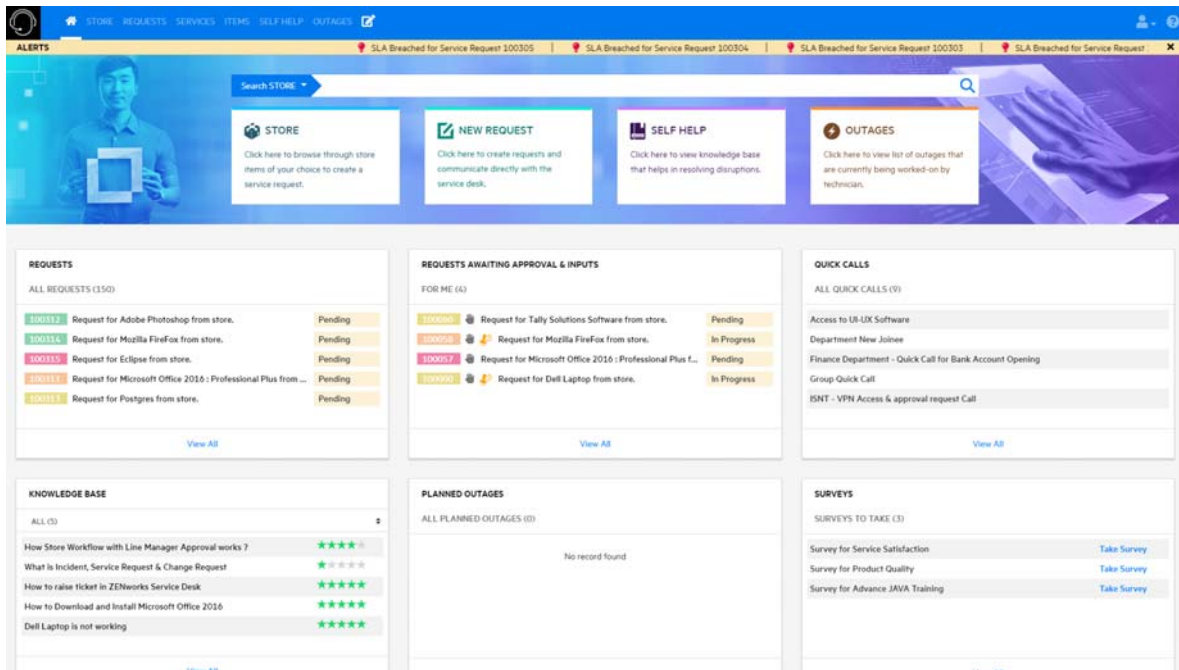 STORE REQUESTS SERVICES ITEMS SELF HELP OUTAGES
ALERTS SLA Breached for Service Request 100305 | SLA Breached for Service Request 100304 | SLA Breached for Service Request 100303 | SLA Breached for Service Request
Search STORE
STORE
Click here to browse through store
items of your choice to create a
service request.
NEW REQUEST
Click here to create requests and
communicate directly with the
service desk.
SELF HELP
Click here to view knowledge base
that helps in resolving disruptions.
OUTAGES
Click here to view list of outages that
are currently being worked-on by
technician.
REQUESTS
ALL REQUESTS (150)
100312 Request for Adobe Photoshop from store. Pending
100314 Request for Mozilla FireFox from store. Pending
100315 Request for Eclipse from store. Pending
Request for Microsoft Office 2016 : Professional Plus from ... Pending
100313 Request for Postgres from store. Pending
View All
REQUESTS AWAITING APPROVAL & INPUTS
FOR ME (4)
Request for Tally Solutions Software from store. Pending
100058 Request for Mozilla FireFox from store. In Progress
100057 Request for Microsoft Office 2016 : Professional Plus f... Pending
Request for Dell Laptop from store. In Progress
View All
QUICK CALLS
ALL QUICK CALLS (9)
Access to UI-UX Software
Department New Joinee
Finance Department - Quick Call for Bank Account Opening
Group Quick Call
ISNT - VPN Access & approval request Call
View All
KNOWLEDGE BASE
ALL (5)
How Store Workflow with Line Manager Approval works ?
What is Incident, Service Request & Change Request
How to raise ticket in ZENworks Service Desk
How to Download and Install Microsoft Office 2016
Dell Laptop is not working
PLANNED OUTAGES
ALL PLANNED OUTAGES (0)
No record found
SURVEYS
SURVEYS TO TAKE (3)
Survey for Service Satisfaction Take Survey
Survey for Product Quality Take Survey
Survey for Advance JAVA Training Take Survey